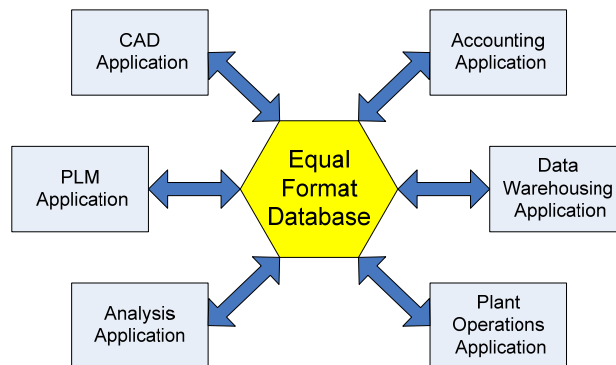 CAD
Application
Accounting
Application
PLM
Application
Equal
Format
Database
Data
Warehousing
Application
Analysis
Application
Plant
Operations
Application